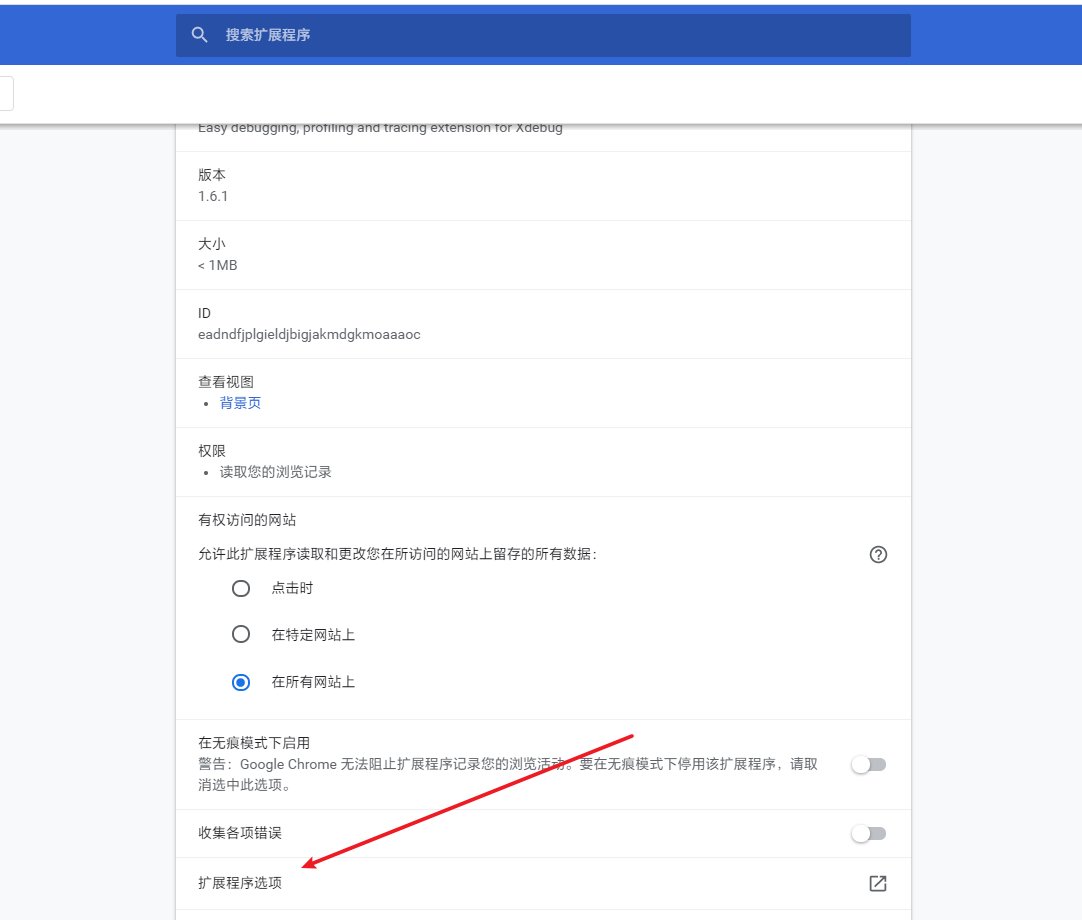 搜索扩展程序
Easy debugging, profiling and tracing extension for Xdebug
版本
1.6.1
大小
< 1MB
ID
eadndfjplgieldjbigjakmdgkmoaaaoc
查看视图
• 背景页
权限
• 读取您的浏览记录
有权访问的网站
允许此扩展程序读取和更改您在所访问的网站上留存的所有数据：
点击时
在特定网站上
在所有网站上
在无痕模式下启用
警告：Google Chrome 无法阻止扩展程序记录您的浏览活动。要在无痕模式下停用该扩展程序，请取
消选中此选项。
收集各项错误
扩展程序选项